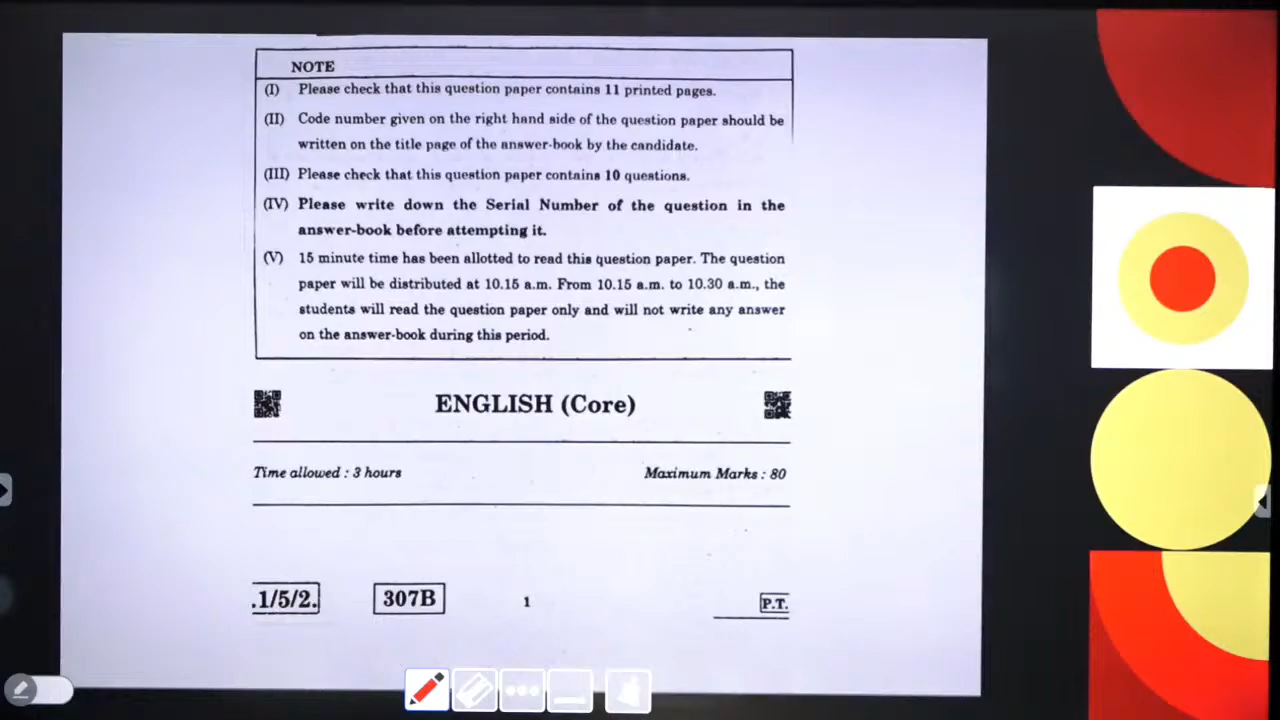 NOTE
(I) Please check that this question paper contains 11 printed pages.
(II) Code number given on the right hand side of the question paper should be
written on the title page of the answer-book by the candidate.
(III) Please check that this question paper contains 10 questions.
(IV) Please write down the Serial Number of the question in the
answer-book before attempting it.
(V) 15 minute time has been allotted to read this question paper. The question
paper will be distributed at 10.15 a.m. From 10.15 a.m. to 10.30 a.m., the
students will read the question paper only and will not write any answer
on the answer-book during this period.
ENGLISH (Core)
Time allowed : 3 hours Maximum Marks : 80
.1/5/2. 307B 1 P.T.